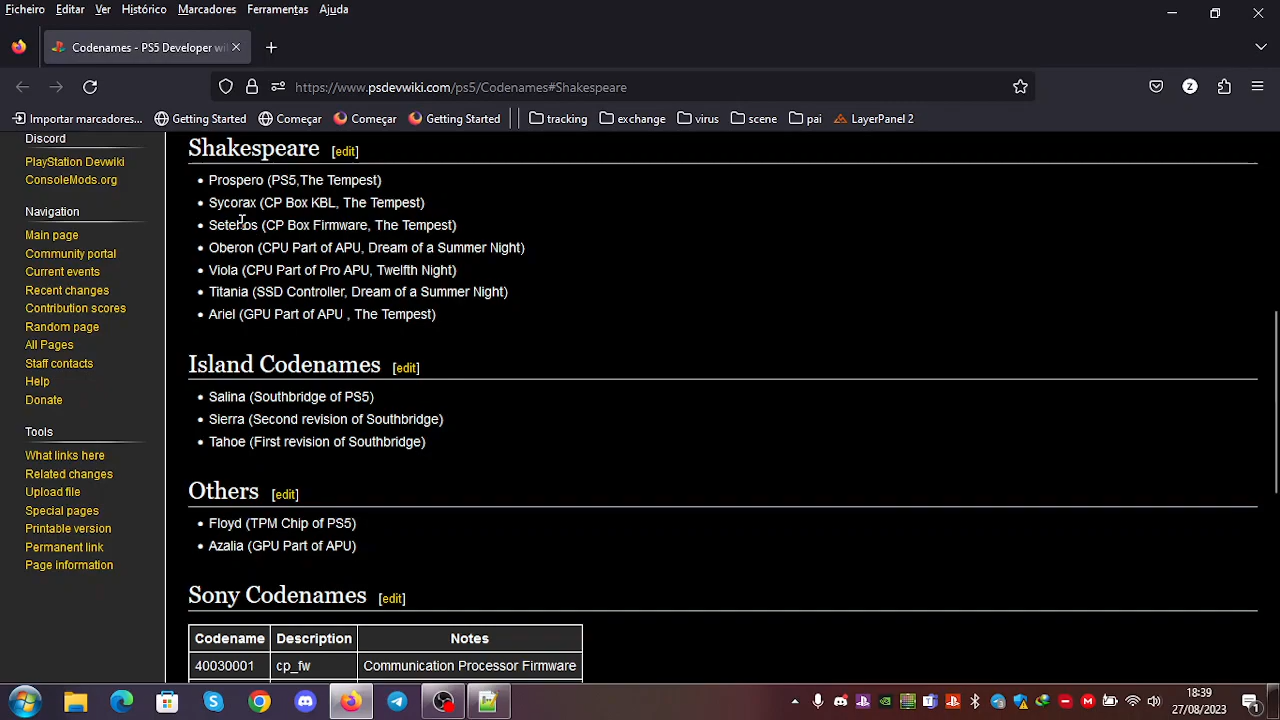 Ficheiro Editar Ver Histórico Marcadores Ferramentas Ajuda
Codenames - PS5 Developer wi
https://www.psdevwiki.com/ps5/Codenames#Shakespeare
Importar marcadores... Getting Started Começar Começar Getting Started tracking exchange virus scene pai LayerPanel 2
Discord
PlayStation Devwiki
ConsoleMods.org
Navigation
Main page
Community portal
Current events
Recent changes
Contribution scores
Random page
All Pages
Staff contacts
Help
Donate
Tools
What links here
Related changes
Upload file
Special pages
Printable version
Permanent link
Page information
Shakespeare [edit]
Prospero (PS5,The Tempest)
Sycorax (CP Box KBL, The Tempest)
(CP Box Firmware, The Tempest)
Oberon (CPU Part of APU, Dream of a Summer Night)
Viola (CPU Part of Pro APU, Twelfth Night)
Titania (SSD Controller, Dream of a Summer Night)
Ariel (GPU Part of APU , The Tempest)
Island Codenames [edit]
Salina (Southbridge of PS5)
Sierra (Second revision of Southbridge)
Tahoe (First revision of Southbridge)
Others [edit]
Floyd (TPM Chip of PS5)
Azalia (GPU Part of APU)
Sony Codenames [edit]
Codename Description Notes
40030001 cp_fw Communication Processor Firmware
18:39
27/08/2023